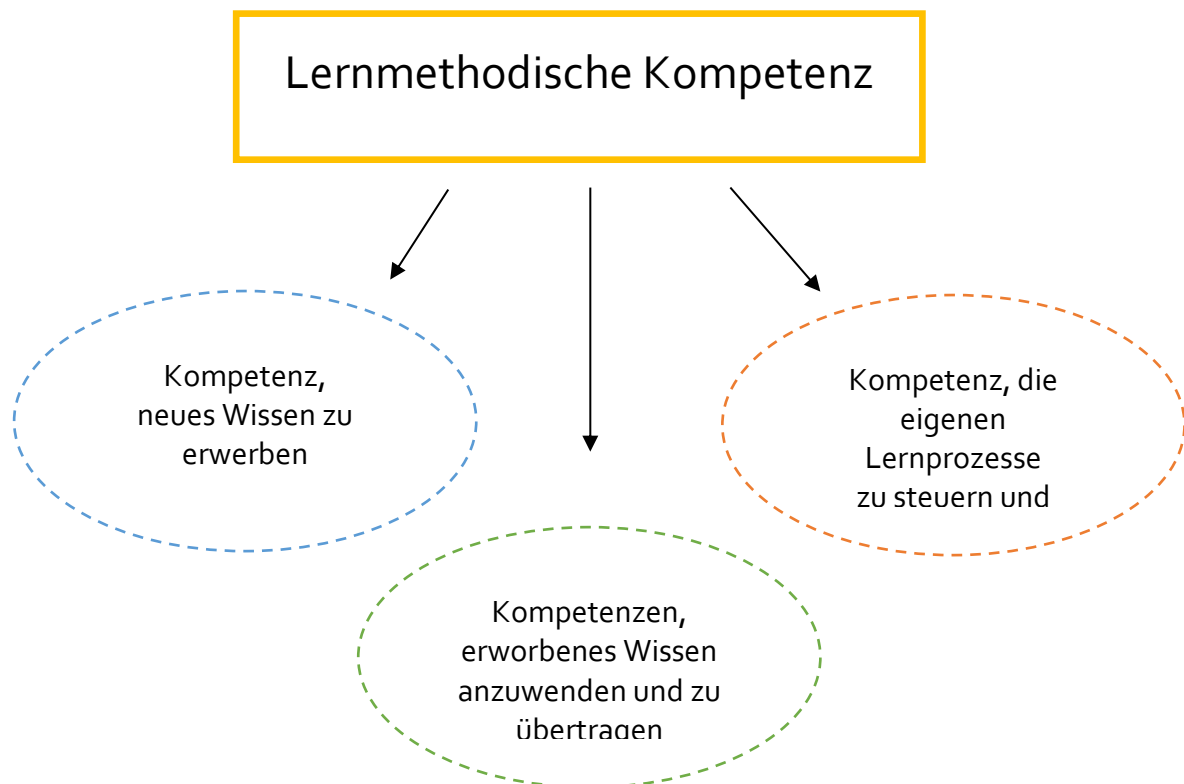 Lernmethodische Kompetenz
Kompetenz,
neues Wissen zu
erwerben
Kompetenz, die
eigenen
Lernprozesse
zu steuern und
Kompetenzen,
erworbenes Wissen
anzuwenden und zu
übertragen